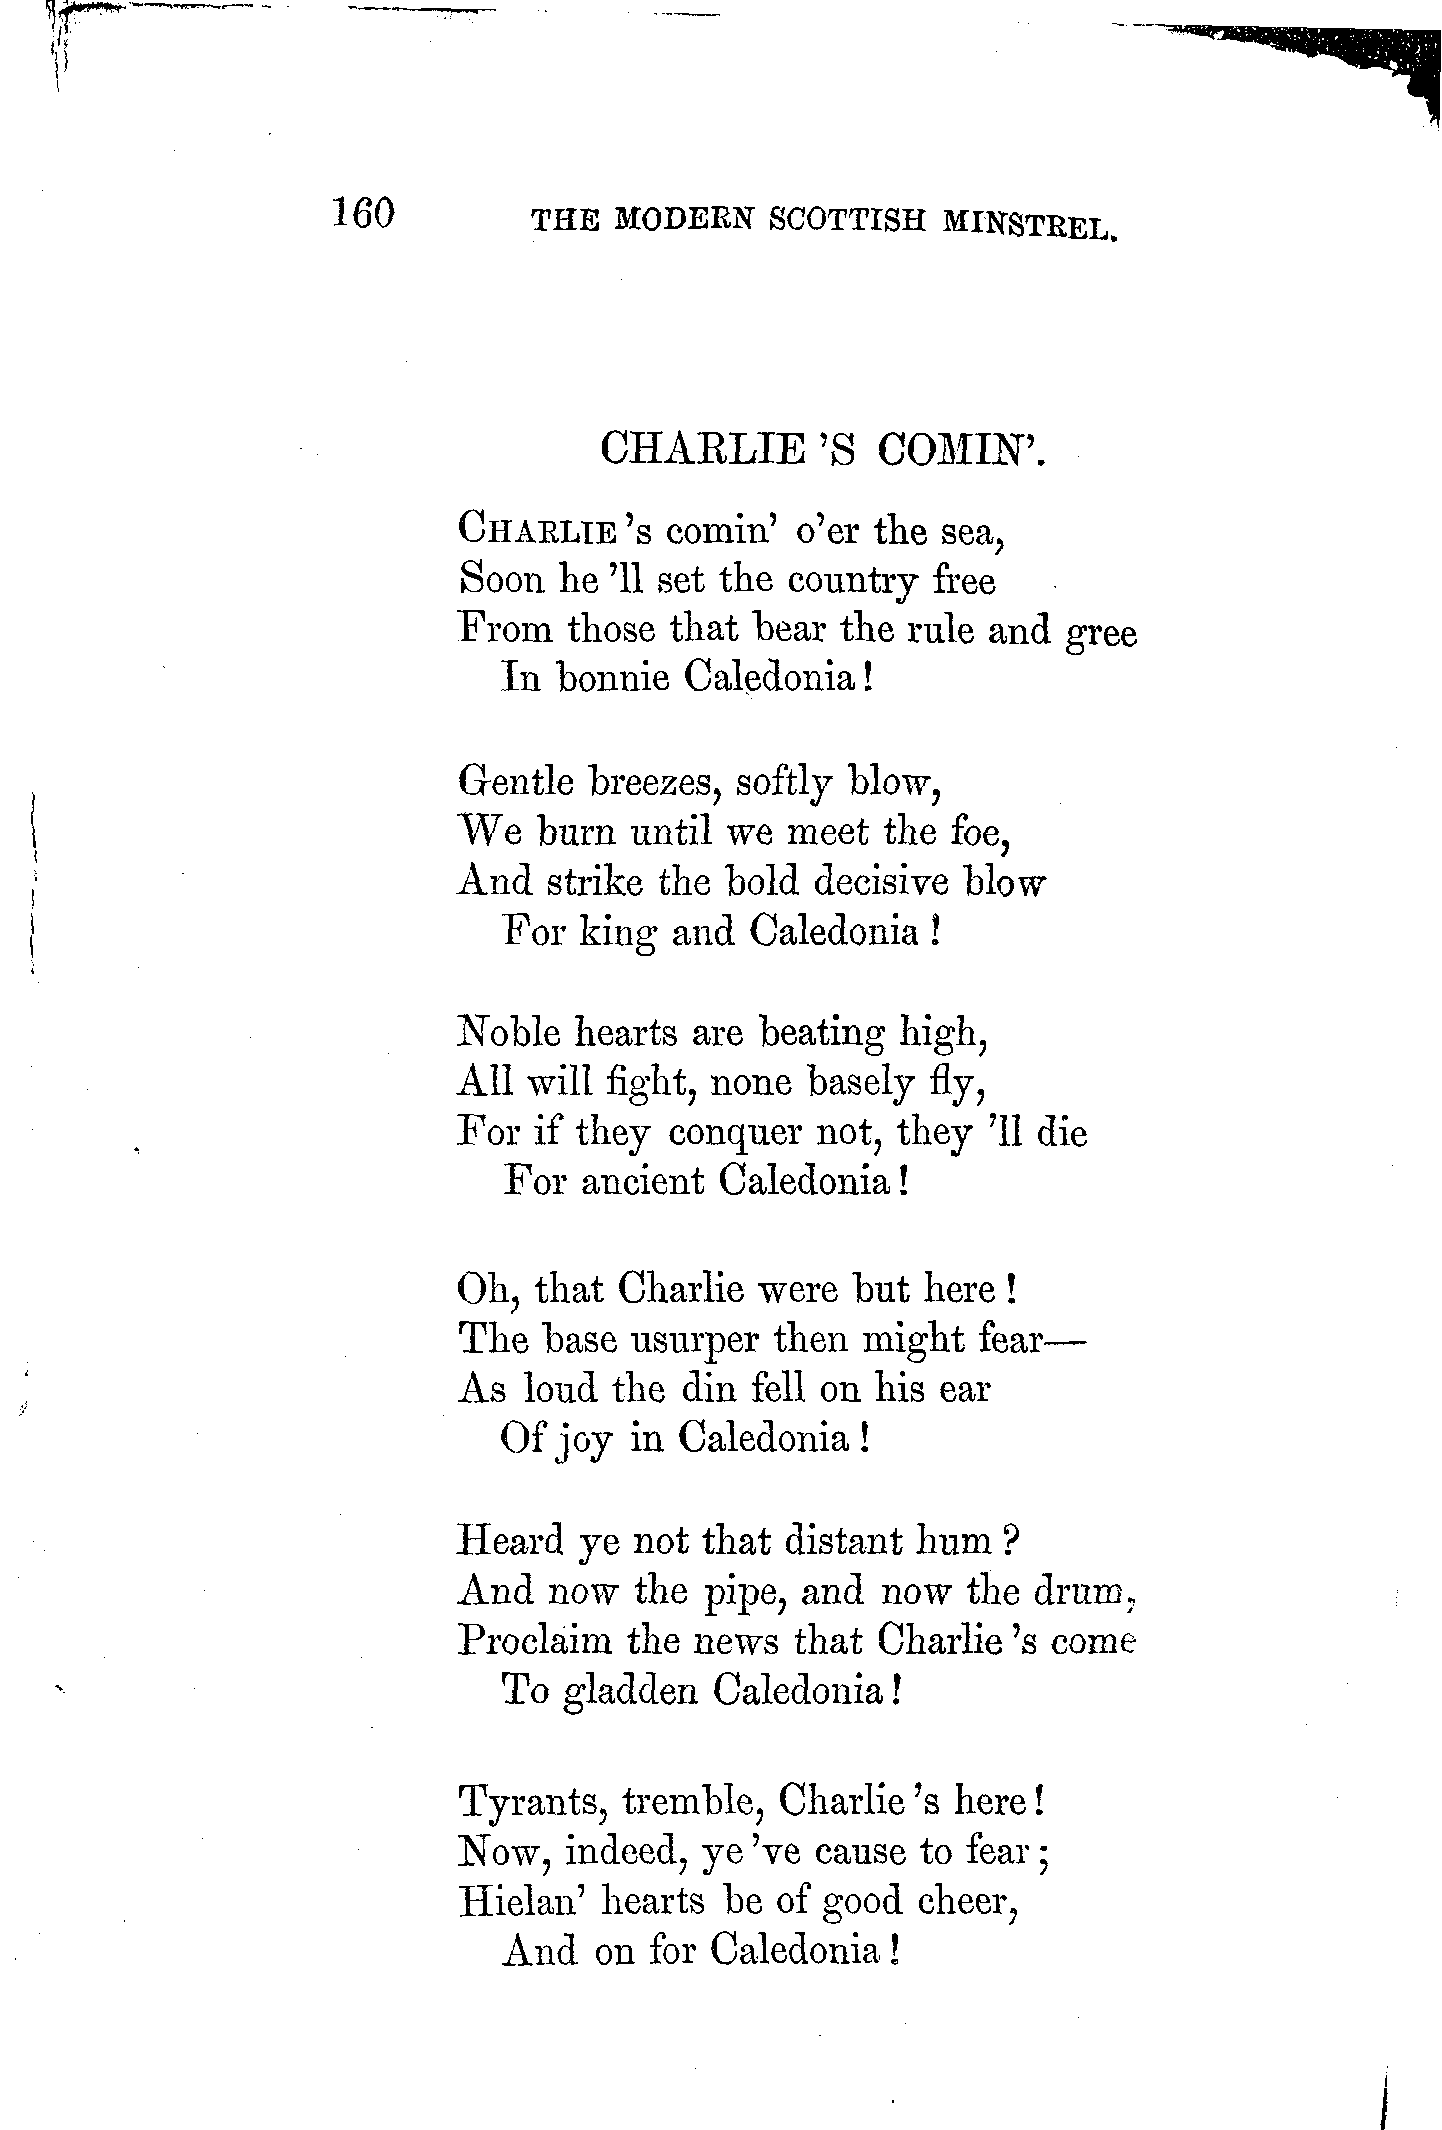 160 THE MODERN SCOTTISH MINSTREL.
CHARLIE 'S COMIN'.
CHARLIE 's comin' o'er the sea,
Soon he 'll set the country free
From those that bear the rule and gree
In bonnie Caledonia!
Gentle breezes, softly blow,
We burn until we meet the foe,
And strike the bold decisive blow
For king and Caledonia !
Noble hearts are beating high,
All will fight, none basely fly,
For if they conquer not, they 'll die
For ancient Caledonia!
Oh, that Charlie were but here !
The base usurper then might fear—
As loud the din fell on his ear
Of joy in Caledonia !
Heard ye not that distant hum ?
And now the pipe, and now the drum,
Proclaim the news that Charlie 's come
To gladden Caledonia!
Tyrants, tremble, Charlie 's here!
Now, indeed, ye 've cause to fear;
Hielan' hearts be of good cheer,
And on for Caledonia!